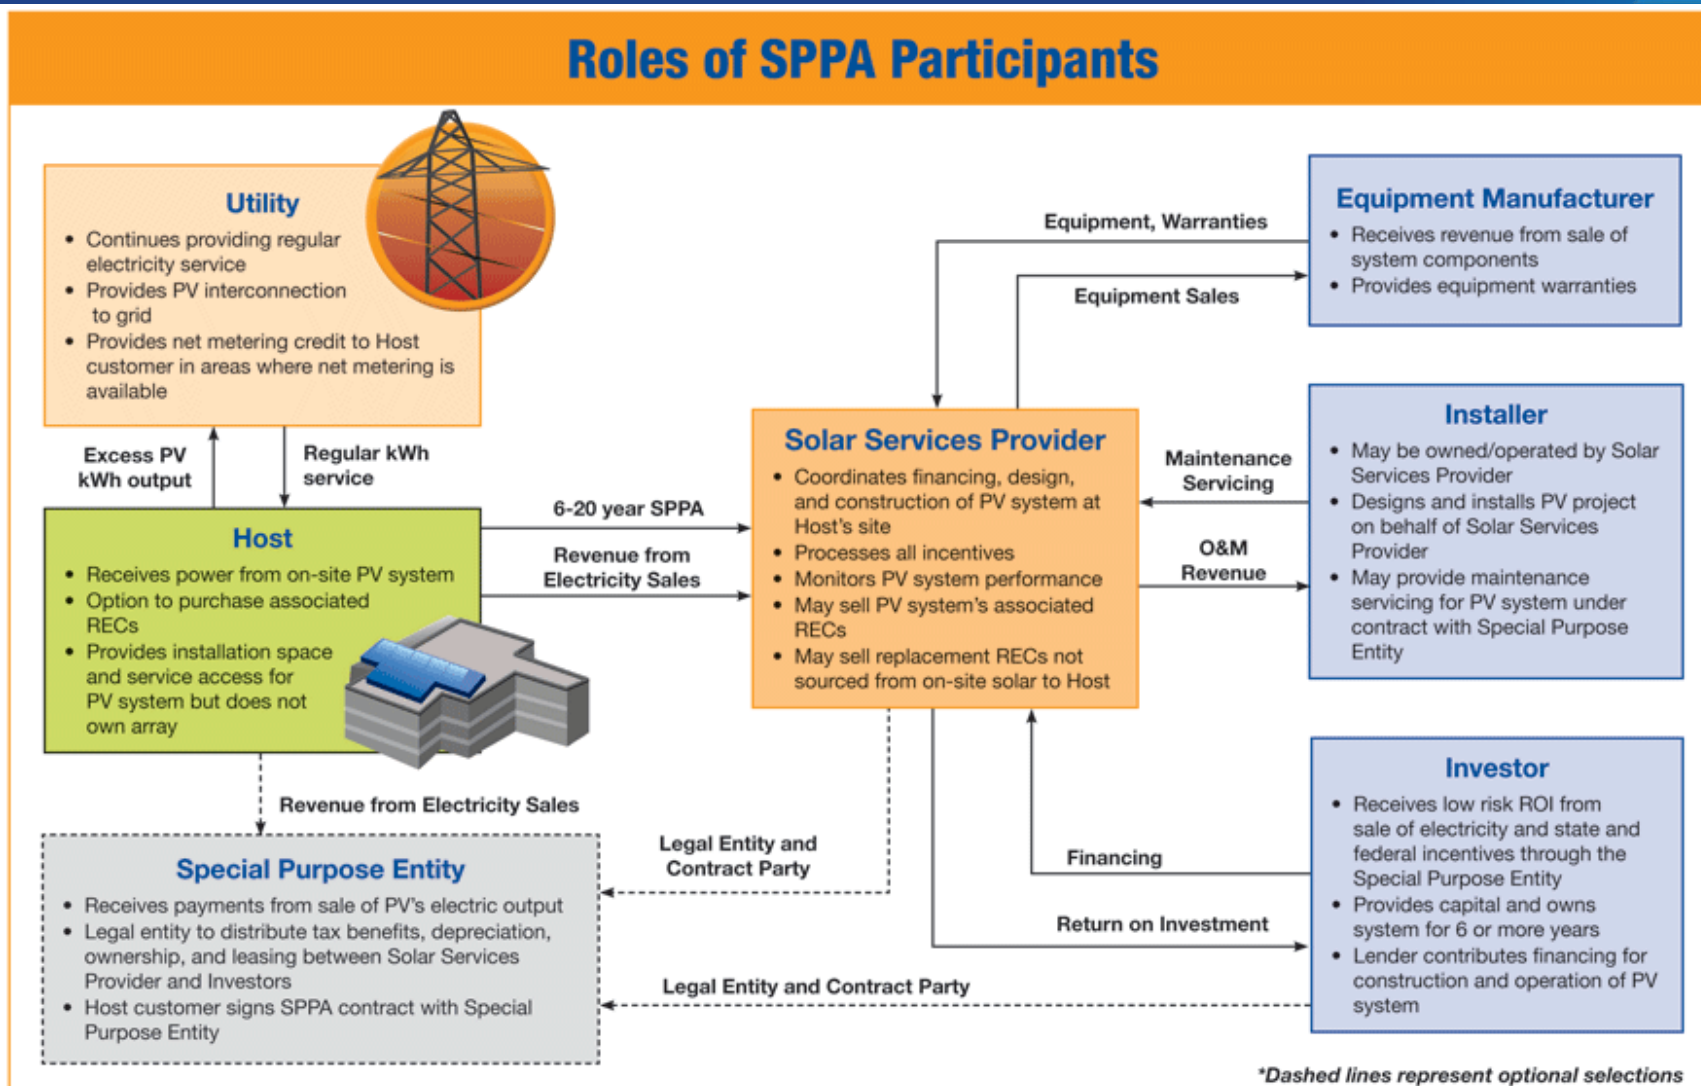 Roles of SPPA Participants
Utility
• Continues providing regular
electricity service
• Provides PV interconnection
to grid
• Provides net metering credit to Host
customer in areas where net metering is
available
Excess PV
kWh output
Regular kWh
service
Host
• Receives power from on-site PV system
• Option to purchase associated
RECs
• Provides installation space
and service access for
PV system but does not
own array
6-20 year SPPA
Revenue from
Electricity Sales
Revenue from Electricity Sales
Special Purpose Entity
• Receives payments from sale of PV's electric output
• Legal entity to distribute tax benefits, depreciation,
ownership, and leasing between Solar Services
Provider and Investors
• Host customer signs SPPA contract with Special
Purpose Entity
Solar Services Provider
• Coordinates financing, design,
and construction of PV system at
Host's site
• Processes all incentives
• Monitors PV system performance
• May sell PV system's associated
RECs
• May sell replacement RECs not
sourced from on-site solar to Host
Legal Entity and
Contract Party
Legal Entity and Contract Party
Equipment, Warranties
Equipment Sales
Equipment Manufacturer
• Receives revenue from sale of
system components
• Provides equipment warranties
Maintenance
Servicing
O&M
Revenue
Installer
• May be owned/operated by Solar
Services Provider
• Designs and installs PV project
on behalf of Solar Services
Provider
• May provide maintenance
servicing for PV system under
contract with Special Purpose
Entity
Financing
Return on Investment
Investor
• Receives low risk ROI from
sale of electricity and state and
federal incentives through the
Special Purpose Entity
• Provides capital and owns
system for 6 or more years
• Lender contributes financing for
construction and operation of PV
system
*Dashed lines represent optional selections